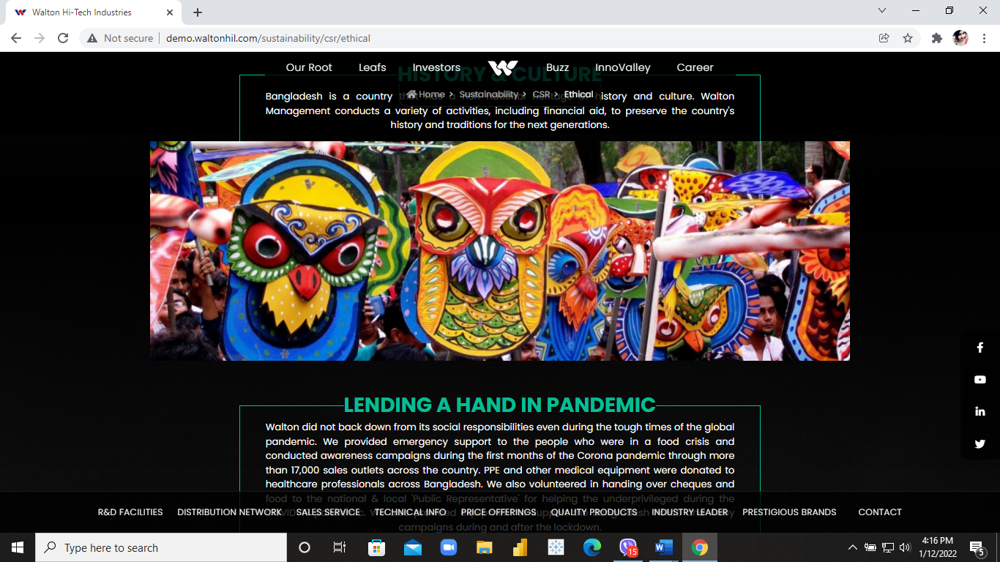 Walton Hi-Tech Industries
Not secure demo.waltonhil.com/sustainability/csr/ethical
Our Root Leafs Investors Buzz InnoValley Career
HISTORY & CULTURE
Home > Sustainability > CSR > Ethical
Bangladesh is a country that has a rich national heritage of history and culture. Walton
Management conducts a variety of activities, including financial aid, to preserve the country's
history and traditions for the next generations.
LENDING A HAND IN PANDEMIC
Walton did not back down from its social responsibilities even during the tough times of the global
pandemic. We provided emergency support to the people who were in a food crisis and
conducted awareness campaigns during the first months of the Corona pandemic through more
than 17,000 sales outlets across the country. PPE and other medical equipment were donated to
healthcare professionals across Bangladesh. We also volunteered in handing over cheques and
food to the national & local 'Public Representative' for helping the underprivileged during the
R&D FACILITIES DISTRIBUTION NETWORK SALES SERVICE TECHNICAL INFO PRICE OFFERINGS QUALITY PRODUCTS INDUSTRY LEADER PRESTIGIOUS BRANDS CONTACT
campaigns during and after the lockdown.
Type here to search
15
4:16 PM
1/12/2022
5